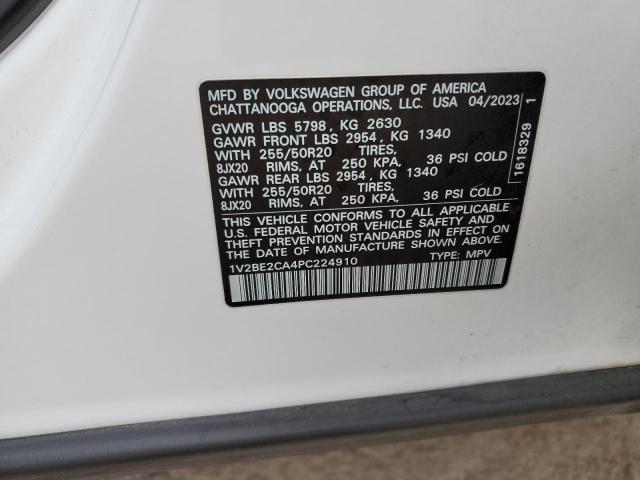 MFD BY VOLKSWAGEN GROUP OF AMERICA
CHATTANOOGA OPERATIONS, LLC. USA 04/2023
GVWR LBS 5798, KG 2630
GAWR FRONT LBS 2954, KG 1340
WITH 255/50R20 TIRES,
8JX20 RIMS, AT 250 KPA, 36 PSI COLD
GAWR REAR LBS 2954, KG 1340
WITH 255/50R20 TIRES,
8JX20 RIMS, AT 250 KPA, 36 PSI COLD
THIS VEHICLE CONFORMS TO ALL APPLICABLE
U.S. FEDERAL MOTOR VEHICLE SAFETY AND
THEFT PREVENTION STANDARDS IN EFFECT ON
THE DATE OF MANUFACTURE SHOWN ABOVE.
1V2BE2CA4PC224910 TYPE: MPV
1618329 1